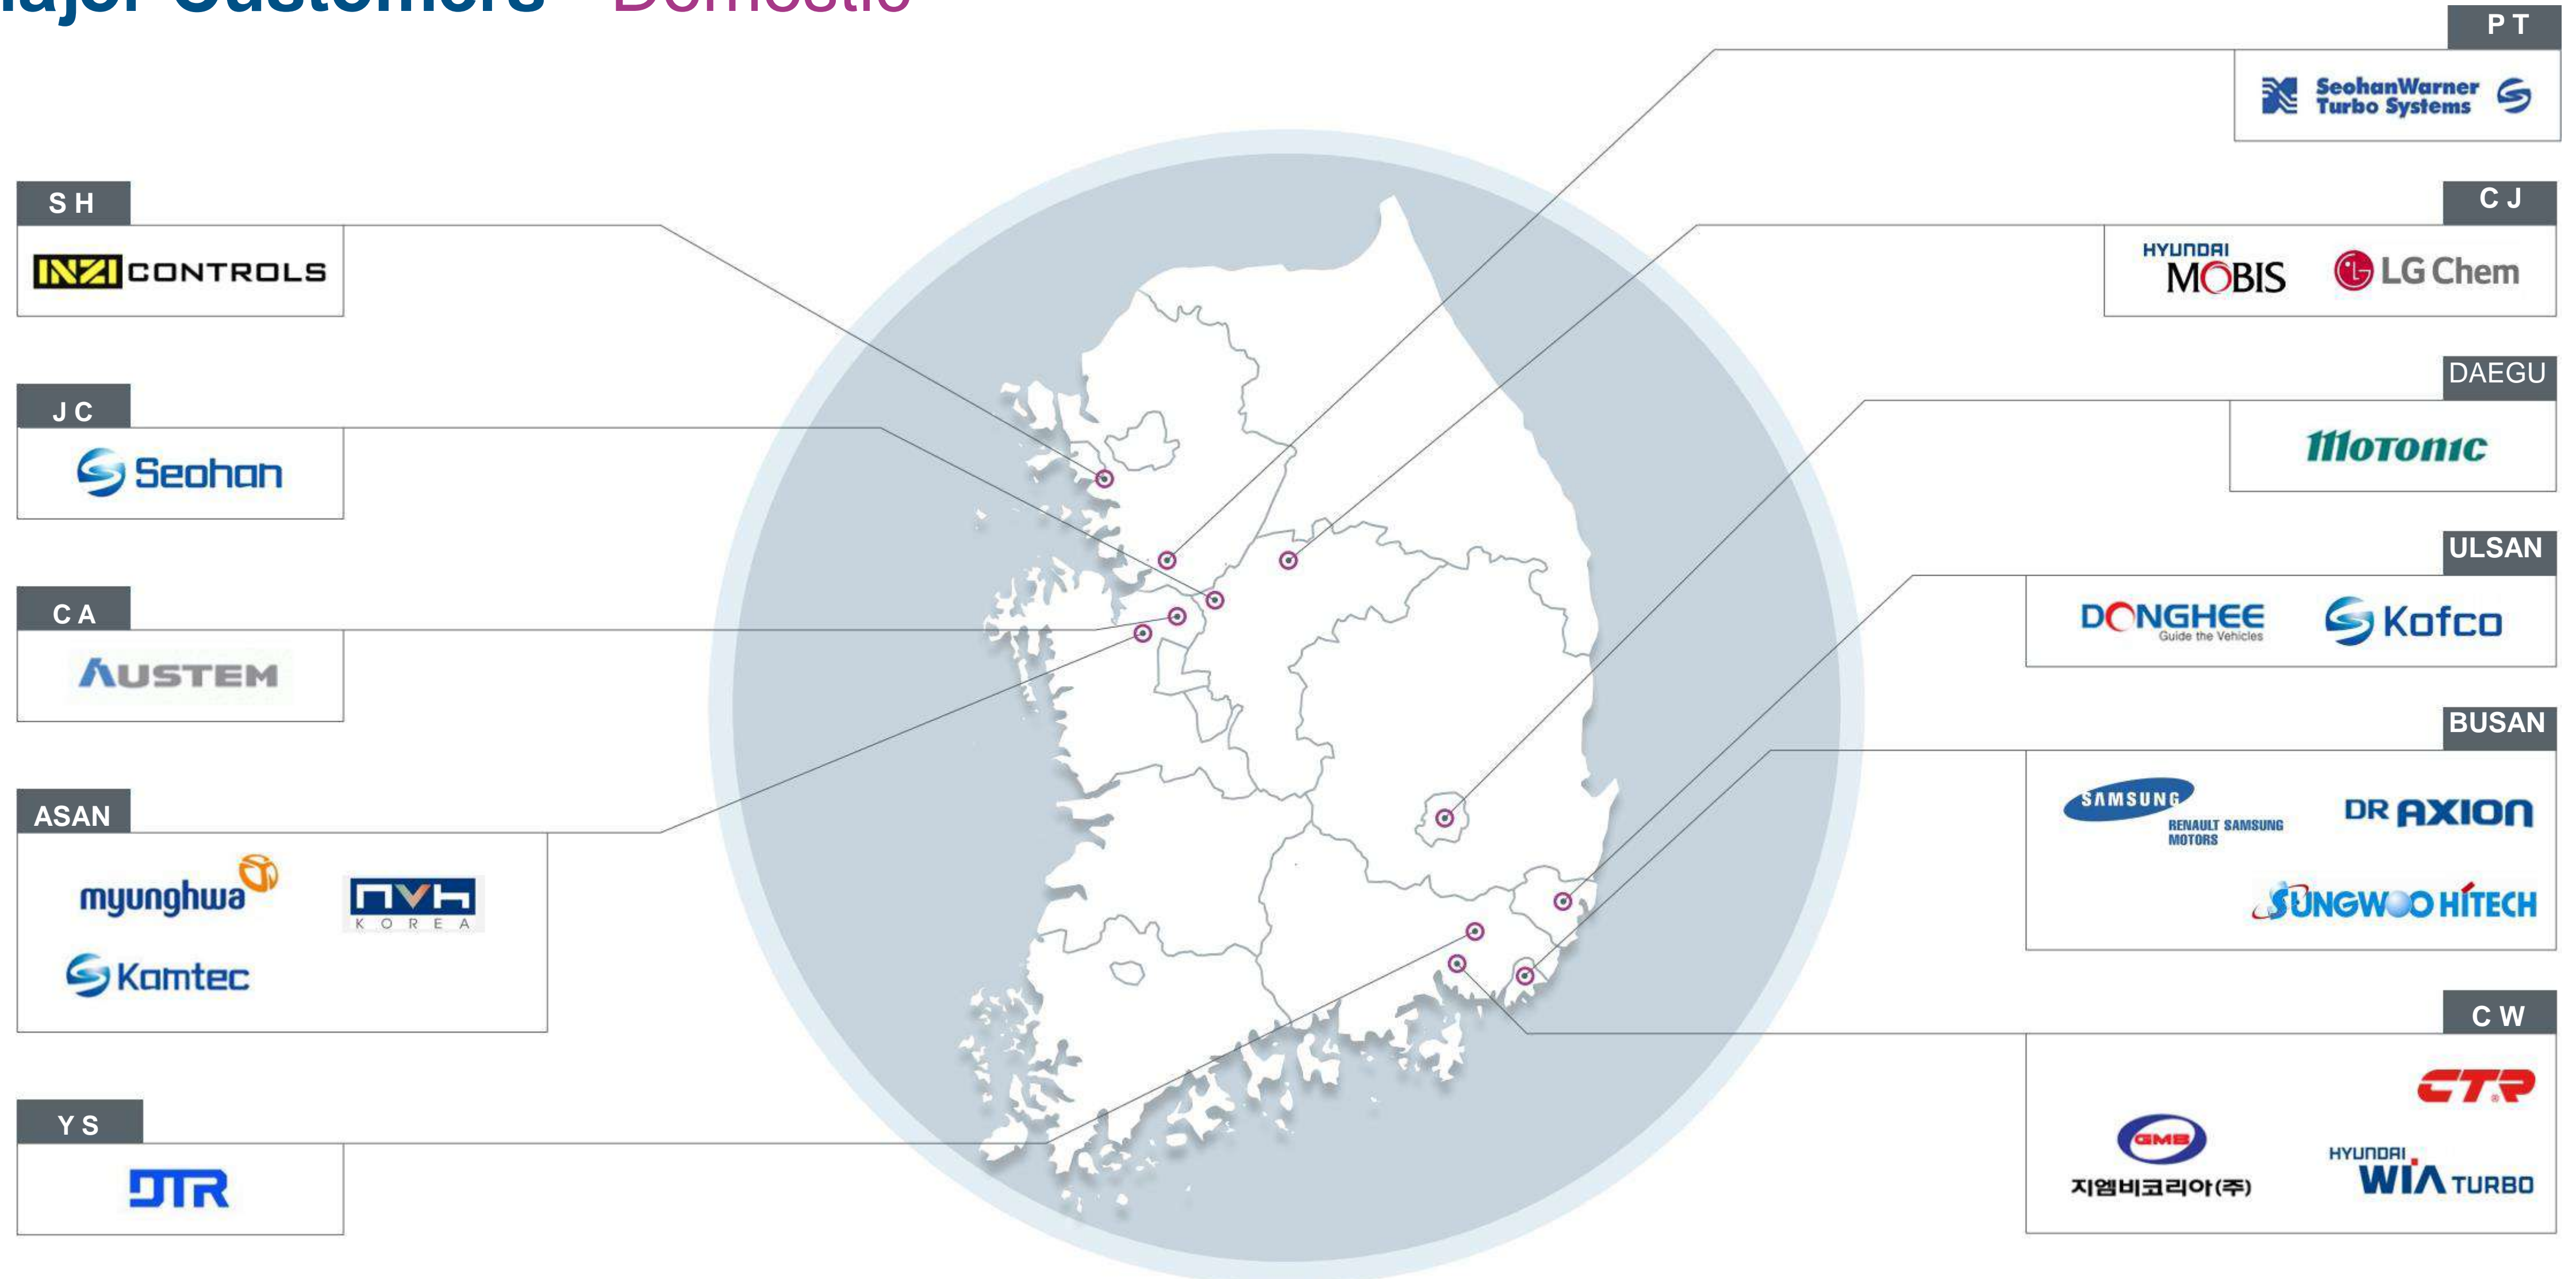 ajor Customers Domestic
P T
SeohanWarner
Turbo Systems
S H
INZI CONTROLS
C J
HYUNDAI
MOBIS
LG Chem
J C
Seohan
DAEGU
MOTONIC
C A
AUSTEM
ULSAN
DONGHEE
Guide the Vehicles
Kofco
ASAN
myunghwa
nVH
KOREA
Kamtec
BUSAN
SAMSUNG
RENAULT SAMSUNG
MOTORS
DR AXION
SUNGWOO HITECH
Y S
DTR
C W
CTR®
GMB
지엠비코리아(주)
HYUNDAI
WIA TURBO